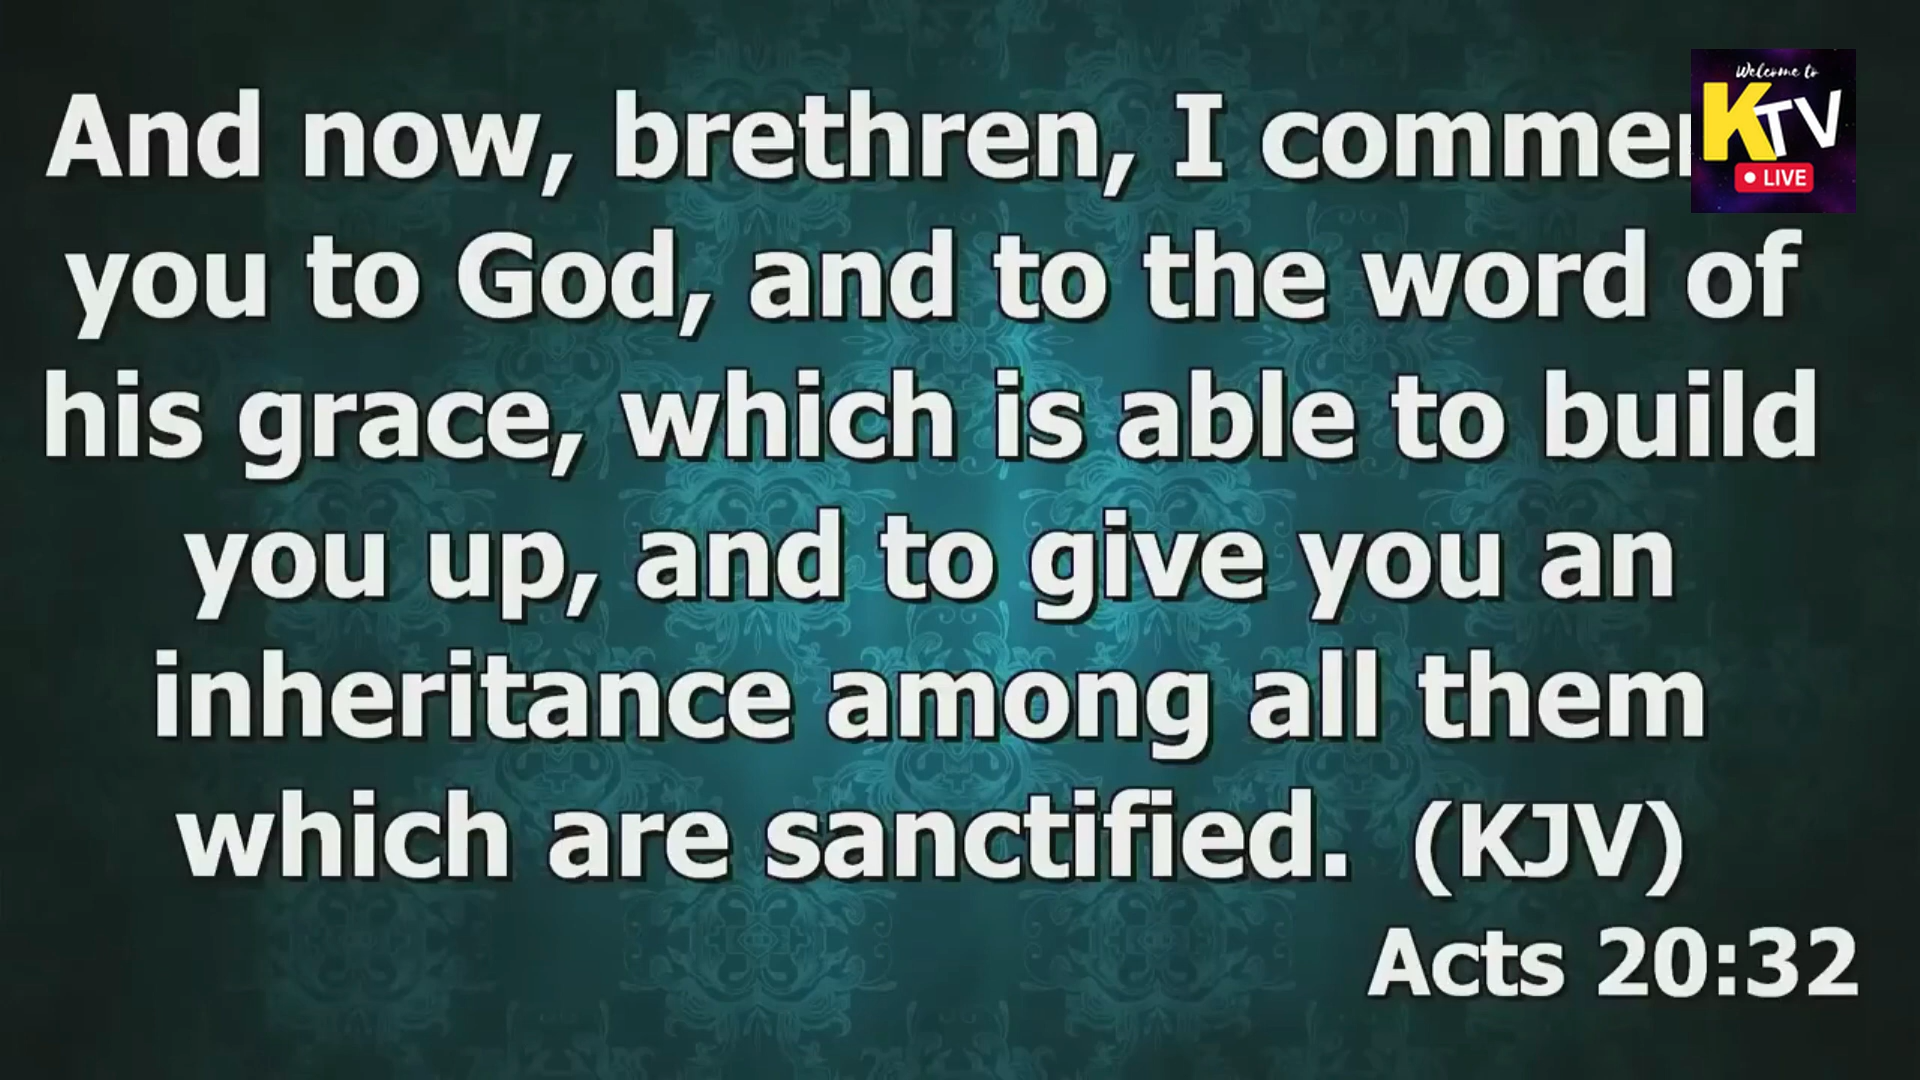 Welcome to
KTV
LIVE
And now, brethren, I
you to God, and to the word of
his grace, which is able to build
you up, and to give you an
inheritance among all them
which are sanctified. (KJV)
Acts 20:32